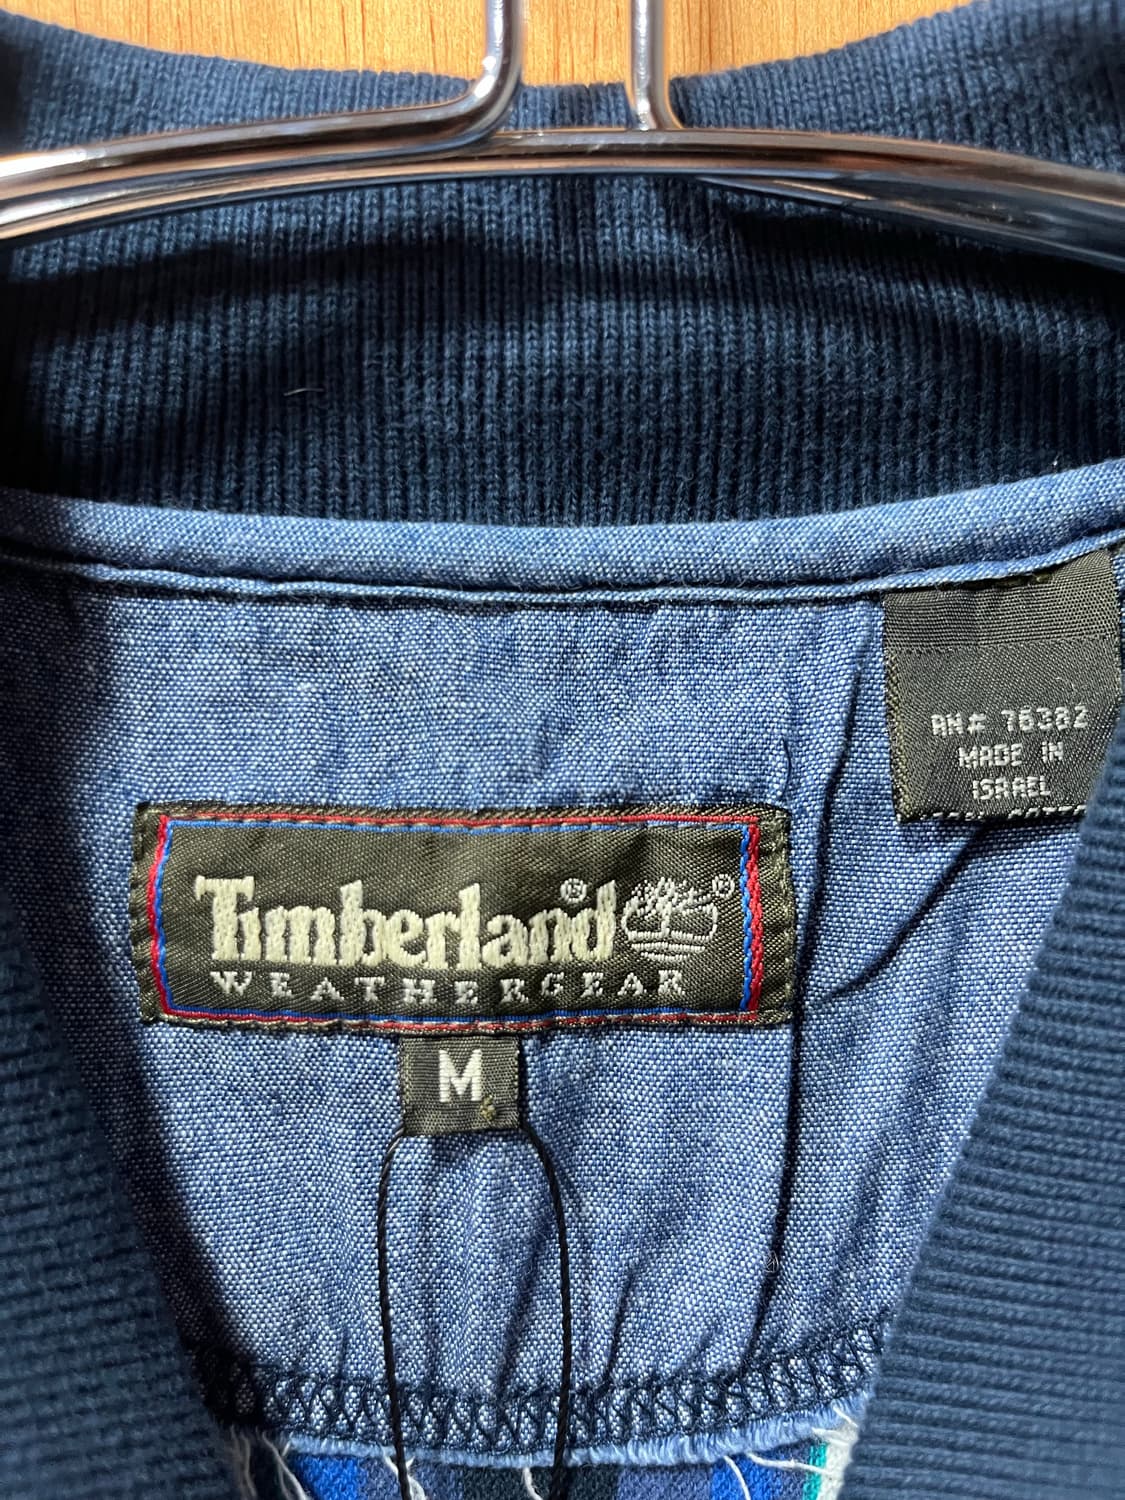 RN# 76382
MADE IN
ISRAEL
Timberland®
®
WEATHERGEAR
M